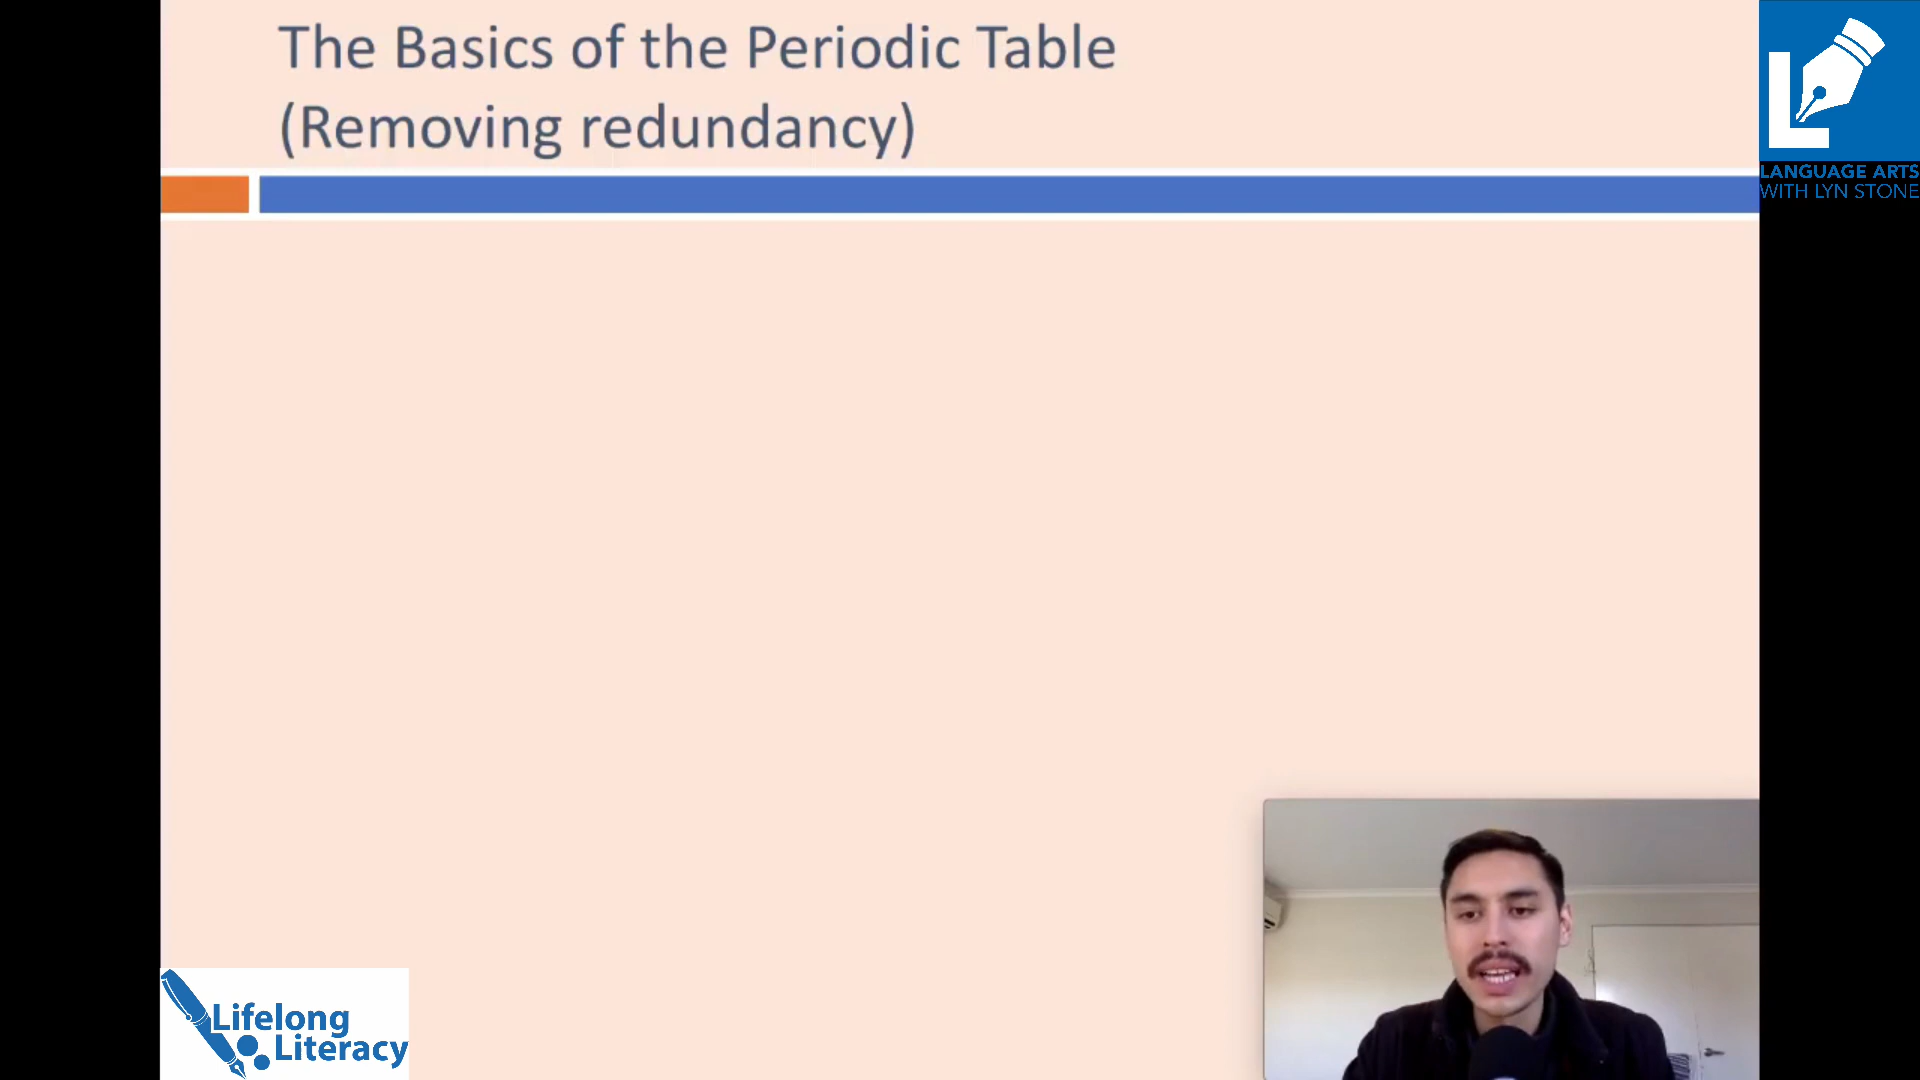 The Basics of the Periodic Table
(Removing redundancy)
L
LANGUAGE ARTS
WITH LYN STONE
Lifelong
Literacy